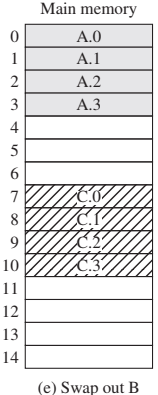 Main memory
0 A.0
1 A.1
2 A.2
3 A.3
4
5
6
7 C.0
8 C.1
9 C.2
10 C.3
11
12
13
14
(e) Swap out B